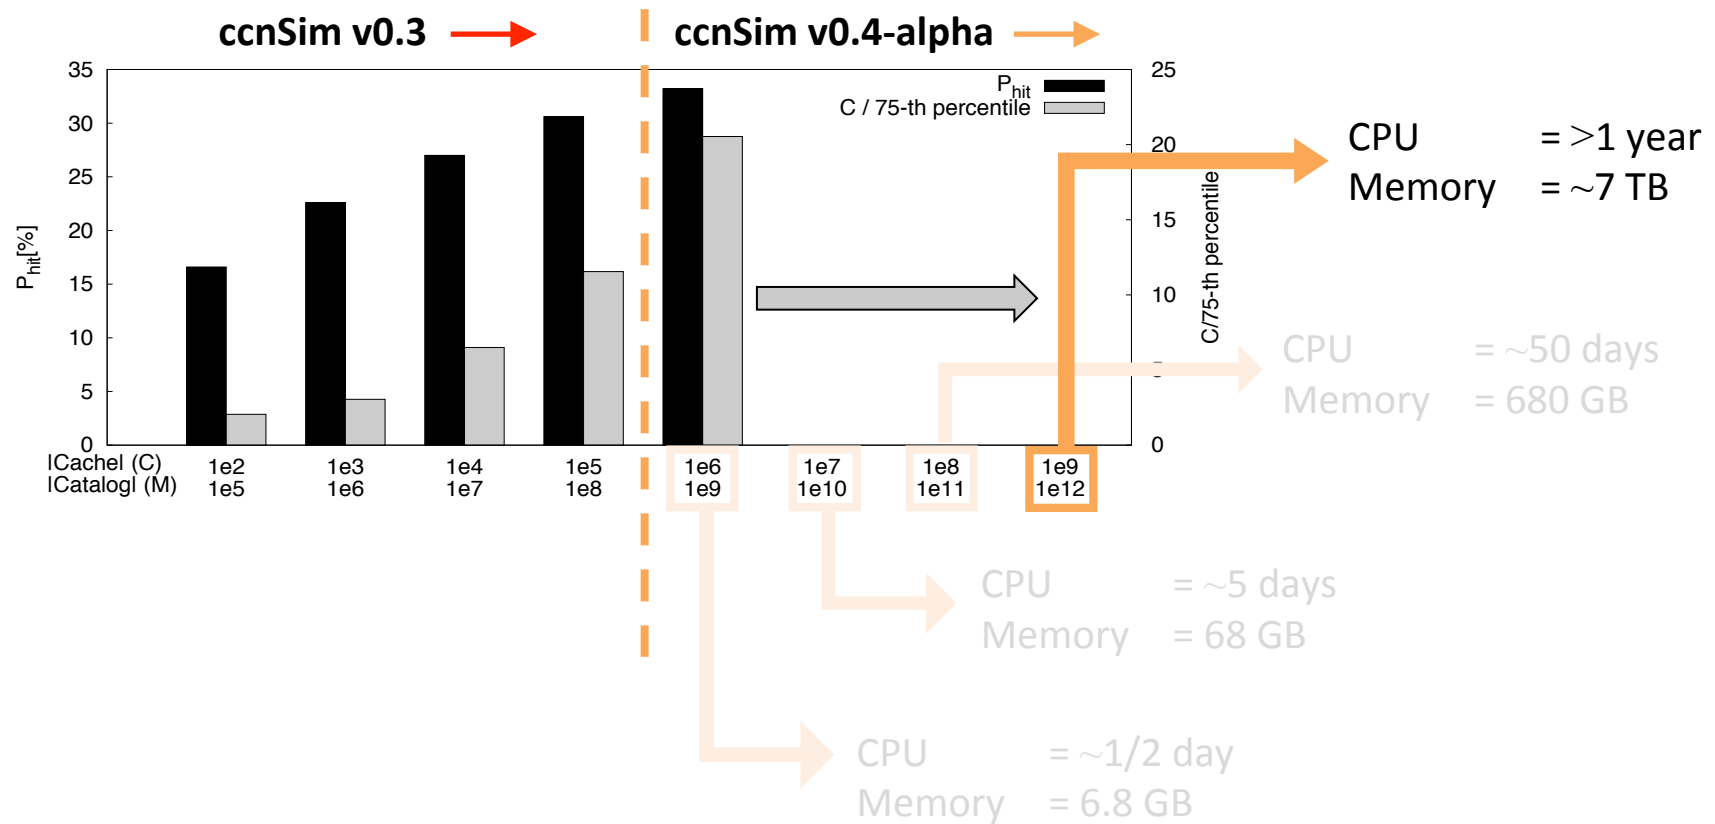 ccnSim v0.3
ccnSim v0.4-alpha
35
30
25
20
15
10
5
0
P_hit[%]
P_hit
C / 75-th percentile
25
20
15
10
5
0
C/75-th percentile
|Cache| (C) 1e2 1e3 1e4 1e5 1e6 1e7 1e8 1e9
|Catalog| (M) 1e5 1e6 1e7 1e8 1e9 1e10 1e11 1e12
CPU = >1 year
Memory = ~7 TB
CPU = ~50 days
Memory = 680 GB
CPU = ~5 days
Memory = 68 GB
CPU = ~1/2 day
Memory = 6.8 GB